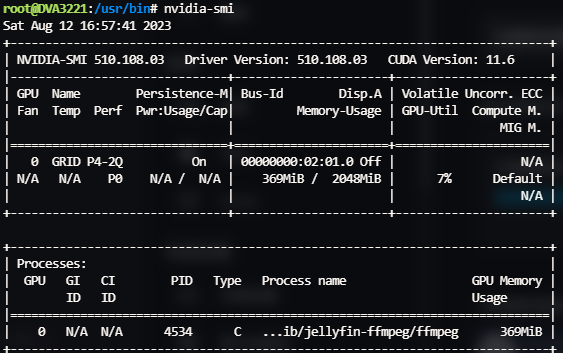 root@DVA3221:/usr/bin# nvidia-smi
Sat Aug 12 16:57:41 2023
+-----------------------------------------------------------------------------+
| NVIDIA-SMI 510.108.03   Driver Version: 510.108.03   CUDA Version: 11.6     |
|-------------------------------+----------------------+----------------------+
| GPU  Name        Persistence-M| Bus-Id        Disp.A | Volatile Uncorr. ECC |
| Fan  Temp  Perf  Pwr:Usage/Cap|         Memory-Usage | GPU-Util  Compute M. |
|                               |                      |               MIG M. |
|===============================+======================+======================|
|   0  GRID P4-2Q          On   | 00000000:02:01.0 Off |                  N/A |
| N/A   N/A    P0    N/A /  N/A |    369MiB /  2048MiB |      7%      Default |
|                               |                      |                  N/A |
+-------------------------------+----------------------+----------------------+

+-----------------------------------------------------------------------------+
| Processes:                                                                  |
|  GPU   GI   CI        PID   Type   Process name                  GPU Memory |
|        ID   ID                                                   Usage      |
|=============================================================================|
|    0   N/A  N/A      4534      C   ...ib/jellyfin-ffmpeg/ffmpeg      369MiB |
+-----------------------------------------------------------------------------+